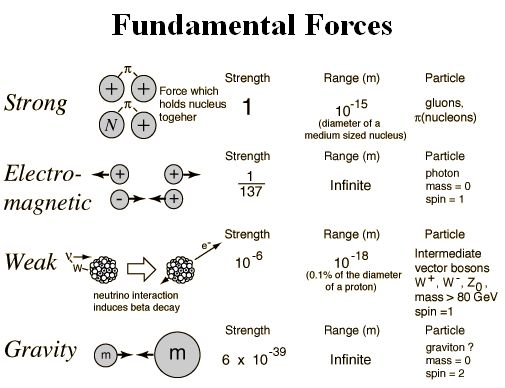 Fundamental Forces
Strong
π
+ +
π
N +
Force which
holds nucleus
togeher
Strength
1
Range (m)
10^-15
(diameter of a
medium sized nucleus)
Particle
gluons,
π(nucleons)
Electro-
magnetic
+ +
- +
Strength
1
137
Range (m)
Infinite
Particle
photon
mass = 0
spin = 1
Weak
ν
W
e-
neutrino interaction
induces beta decay
Strength
10^-6
Range (m)
10^-18
(0.1% of the diameter
of a proton)
Particle
Intermediate
vector bosons
W+, W-, Z0,
mass > 80 GeV
spin =1
Gravity
m m
Strength
6 x 10^-39
Range (m)
Infinite
Particle
graviton ?
mass = 0
spin = 2